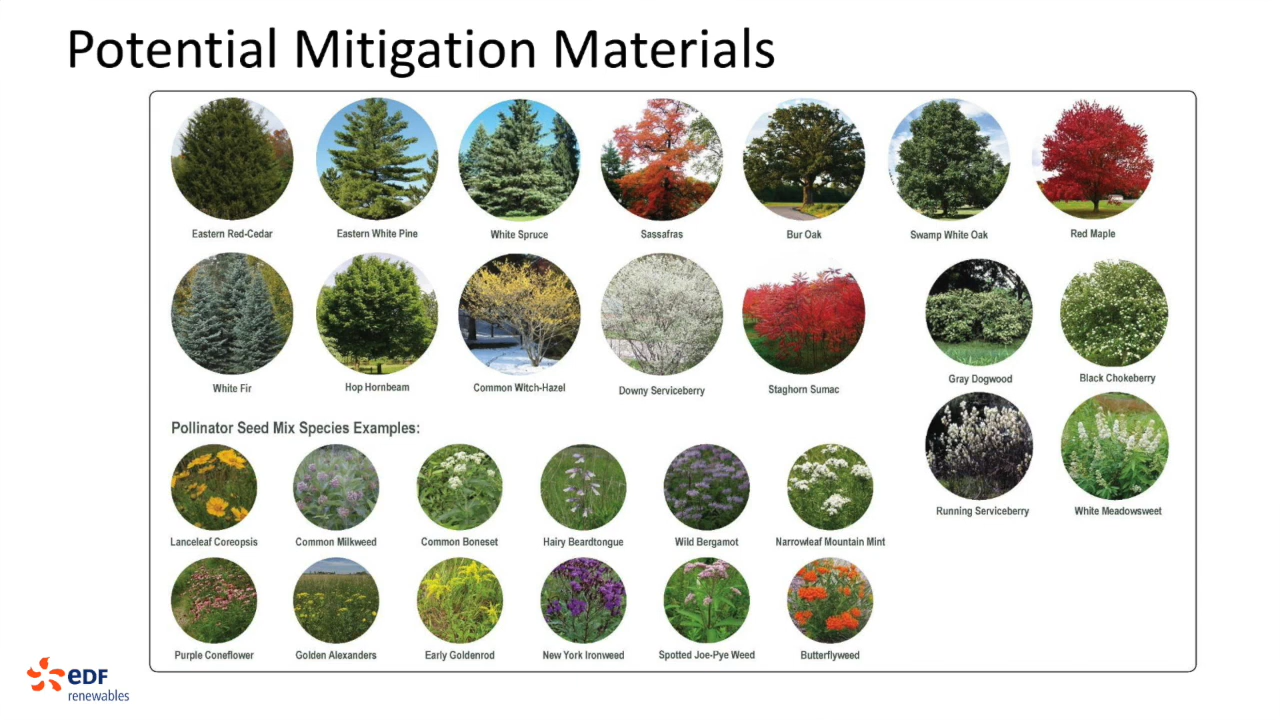 Potential Mitigation Materials
Eastern Red-Cedar
Eastern White Pine
White Spruce
Sassafras
Bur Oak
Swamp White Oak
Red Maple
White Fir
Hop Hornbeam
Common Witch-Hazel
Downy Serviceberry
Staghorn Sumac
Gray Dogwood
Black Chokeberry
Running Serviceberry
White Meadowsweet
Pollinator Seed Mix Species Examples:
Lanceleaf Coreopsis
Common Milkweed
Common Boneset
Hairy Beardtongue
Wild Bergamot
Narrowleaf Mountain Mint
Purple Coneflower
Golden Alexanders
Early Goldenrod
New York Ironweed
Spotted Joe-Pye Weed
Butterflyweed
eDF
renewables